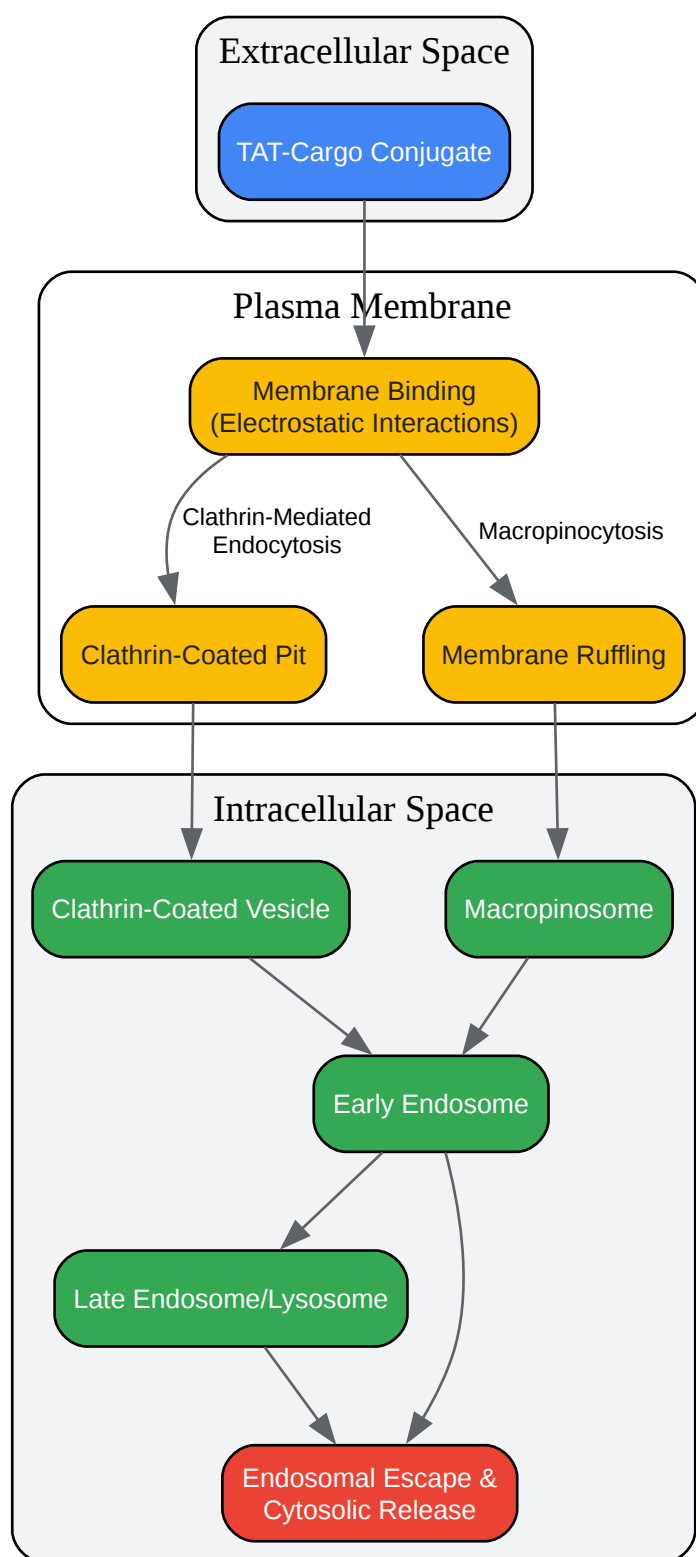 Extracellular Space
TAT-Cargo Conjugate
Plasma Membrane
Membrane Binding
(Electrostatic Interactions)
Clathrin-Mediated
Endocytosis
Macropinocytosis
Clathrin-Coated Pit
Membrane Ruffling
Intracellular Space
Clathrin-Coated Vesicle
Macropinosome
Early Endosome
Late Endosome/Lysosome
Endosomal Escape &
Cytosolic Release